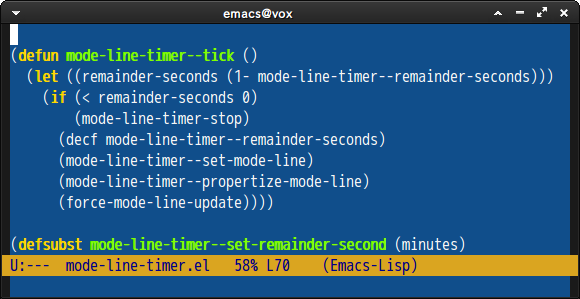 emacs@vox
(defun mode-line-timer--tick ()
  (let ((remainder-seconds (1- mode-line-timer--remainder-seconds)))
    (if (< remainder-seconds 0)
        (mode-line-timer-stop)
      (decf mode-line-timer--remainder-seconds)
      (mode-line-timer--set-mode-line)
      (mode-line-timer--propertize-mode-line)
      (force-mode-line-update))))
(defsubst mode-line-timer--set-remainder-second (minutes)
U:---  mode-line-timer.el   58% L70    (Emacs-Lisp)